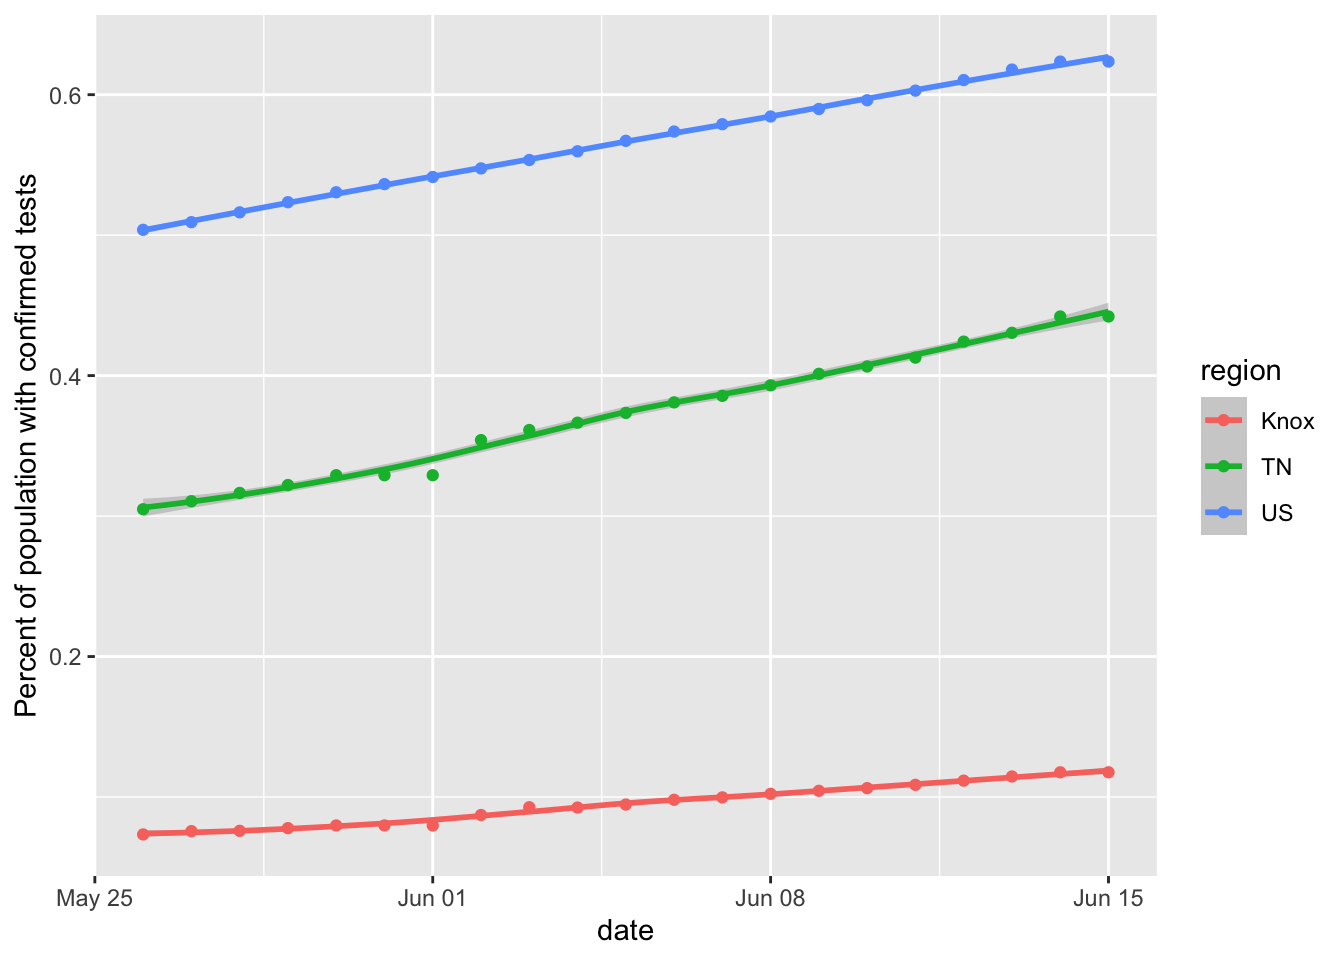 Percent of population with confirmed tests
0.6
0.4
0.2
May 25
Jun 01
Jun 08
Jun 15
date
region
Knox
TN
US